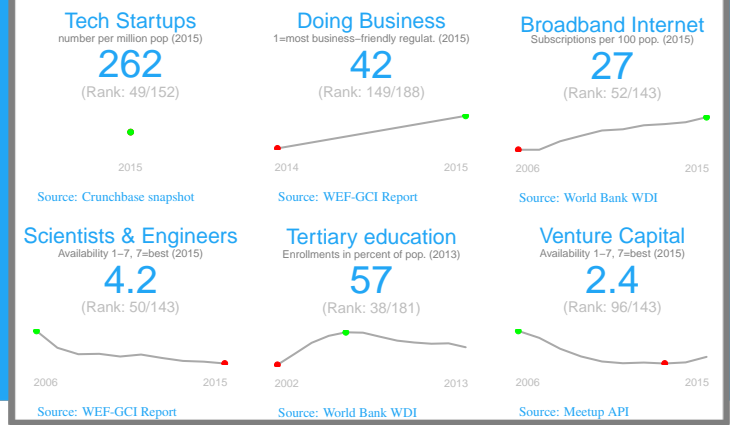 Tech Startups
number per million pop (2015)
262
(Rank: 49/152)
2015
Source: Crunchbase snapshot
Doing Business
1=most business−friendly regulat. (2015)
42
(Rank: 149/188)
2014 2015
Source: WEF-GCI Report
Broadband Internet
Subscriptions per 100 pop. (2015)
27
(Rank: 52/143)
2006 2015
Source: World Bank WDI
Scientists & Engineers
Availability 1−7, 7=best (2015)
4.2
(Rank: 50/143)
2006 2015
Source: WEF-GCI Report
Tertiary education
Enrollments in percent of pop. (2013)
57
(Rank: 38/181)
2002 2013
Source: World Bank WDI
Venture Capital
Availability 1−7, 7=best (2015)
2.4
(Rank: 96/143)
2006 2015
Source: Meetup API